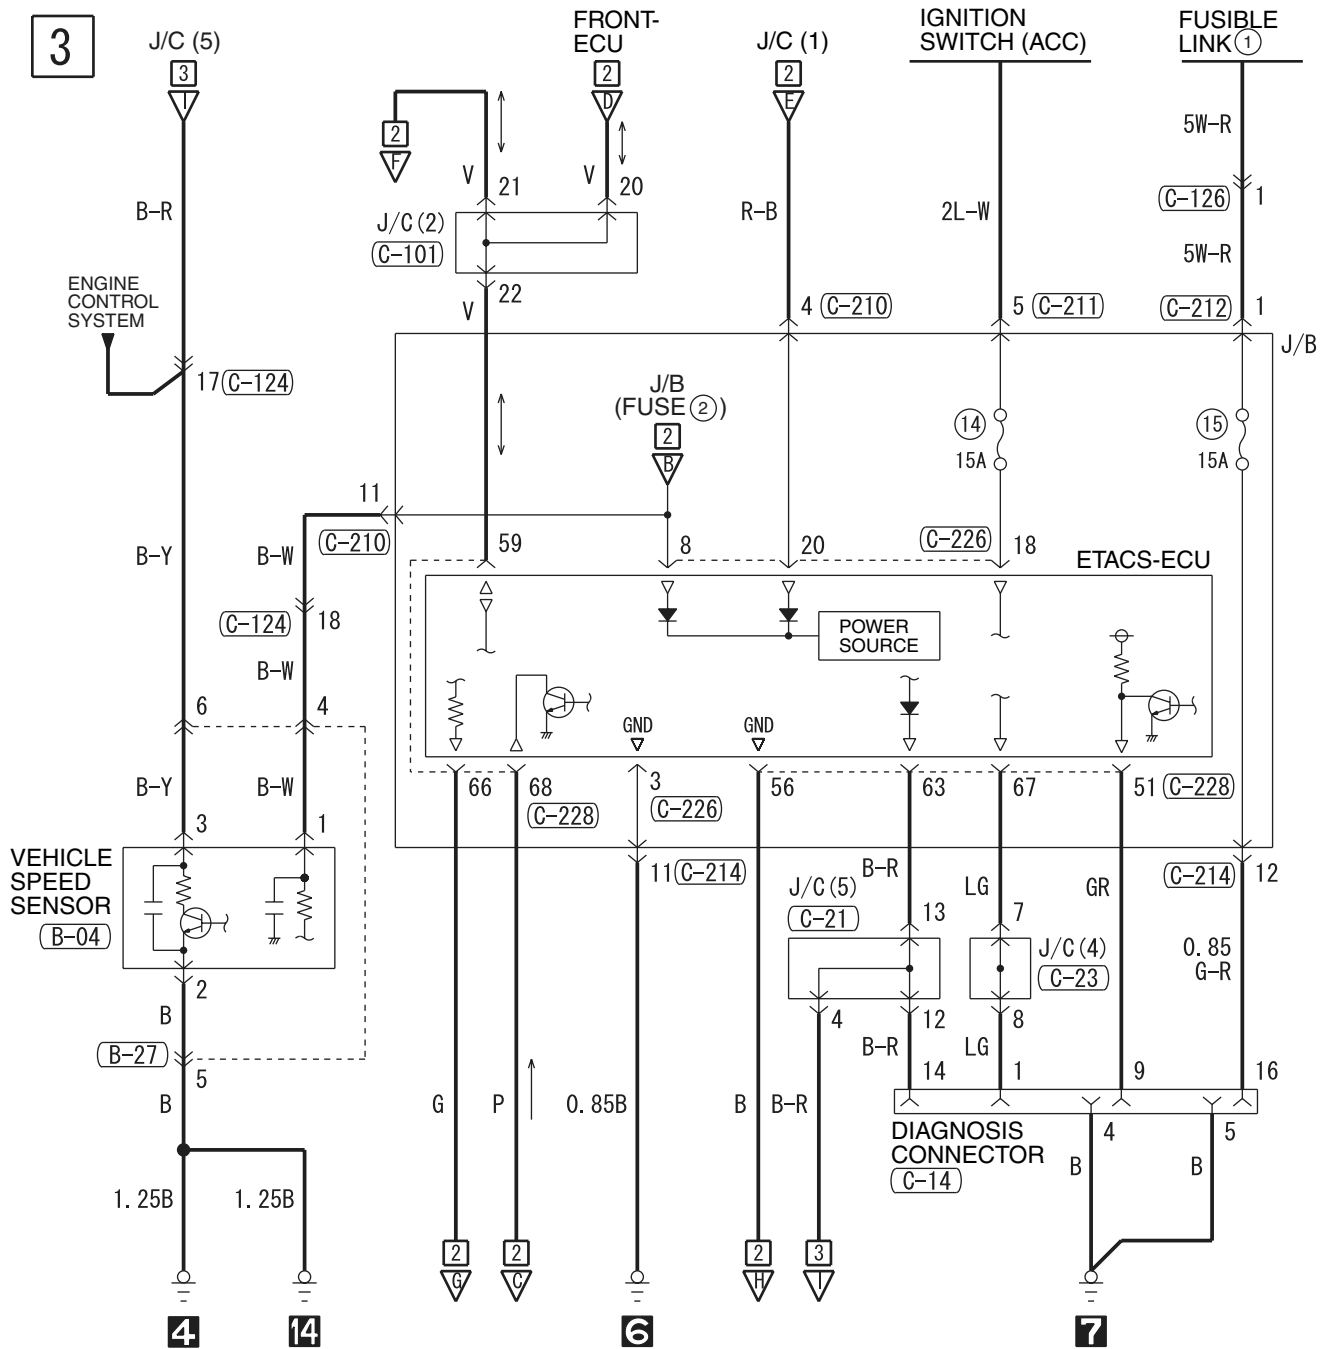 3
J/C (5)
3
I
FRONT-
ECU
2
D
J/C (1)
2
E
IGNITION
SWITCH (ACC)
FUSIBLE
LINK 1
2
F
V
21
V
20
B-R
J/C (2)
C-101
R-B
2L-W
5W-R
C-126
1
5W-R
22
V
4
C-210
5
C-211
C-212
1
J/B
ENGINE
CONTROL
SYSTEM
17
C-124
J/B
(FUSE 2)
2
B
14
15A
15
15A
11
C-210
B-Y
B-W
59
8
20
C-226
18
ETACS-ECU
C-124
18
B-W
POWER
SOURCE
6
4
GND
GND
B-Y
B-W
66
68
C-228
3
C-226
56
63
67
51
C-228
3
1
VEHICLE
SPEED
SENSOR
B-04
11
C-214
B-R
J/C (5)
C-21
13
LG
7
GR
C-214
12
J/C (4)
C-23
0.85
G-R
2
B
4
12
8
B-27
5
B
B-R
LG
14
1
9
16
G
P
0.85B
B
B-R
DIAGNOSIS
CONNECTOR
C-14
4
5
B
B
1.25B
1.25B
2
G
2
C
2
H
3
I
4
14
6
7